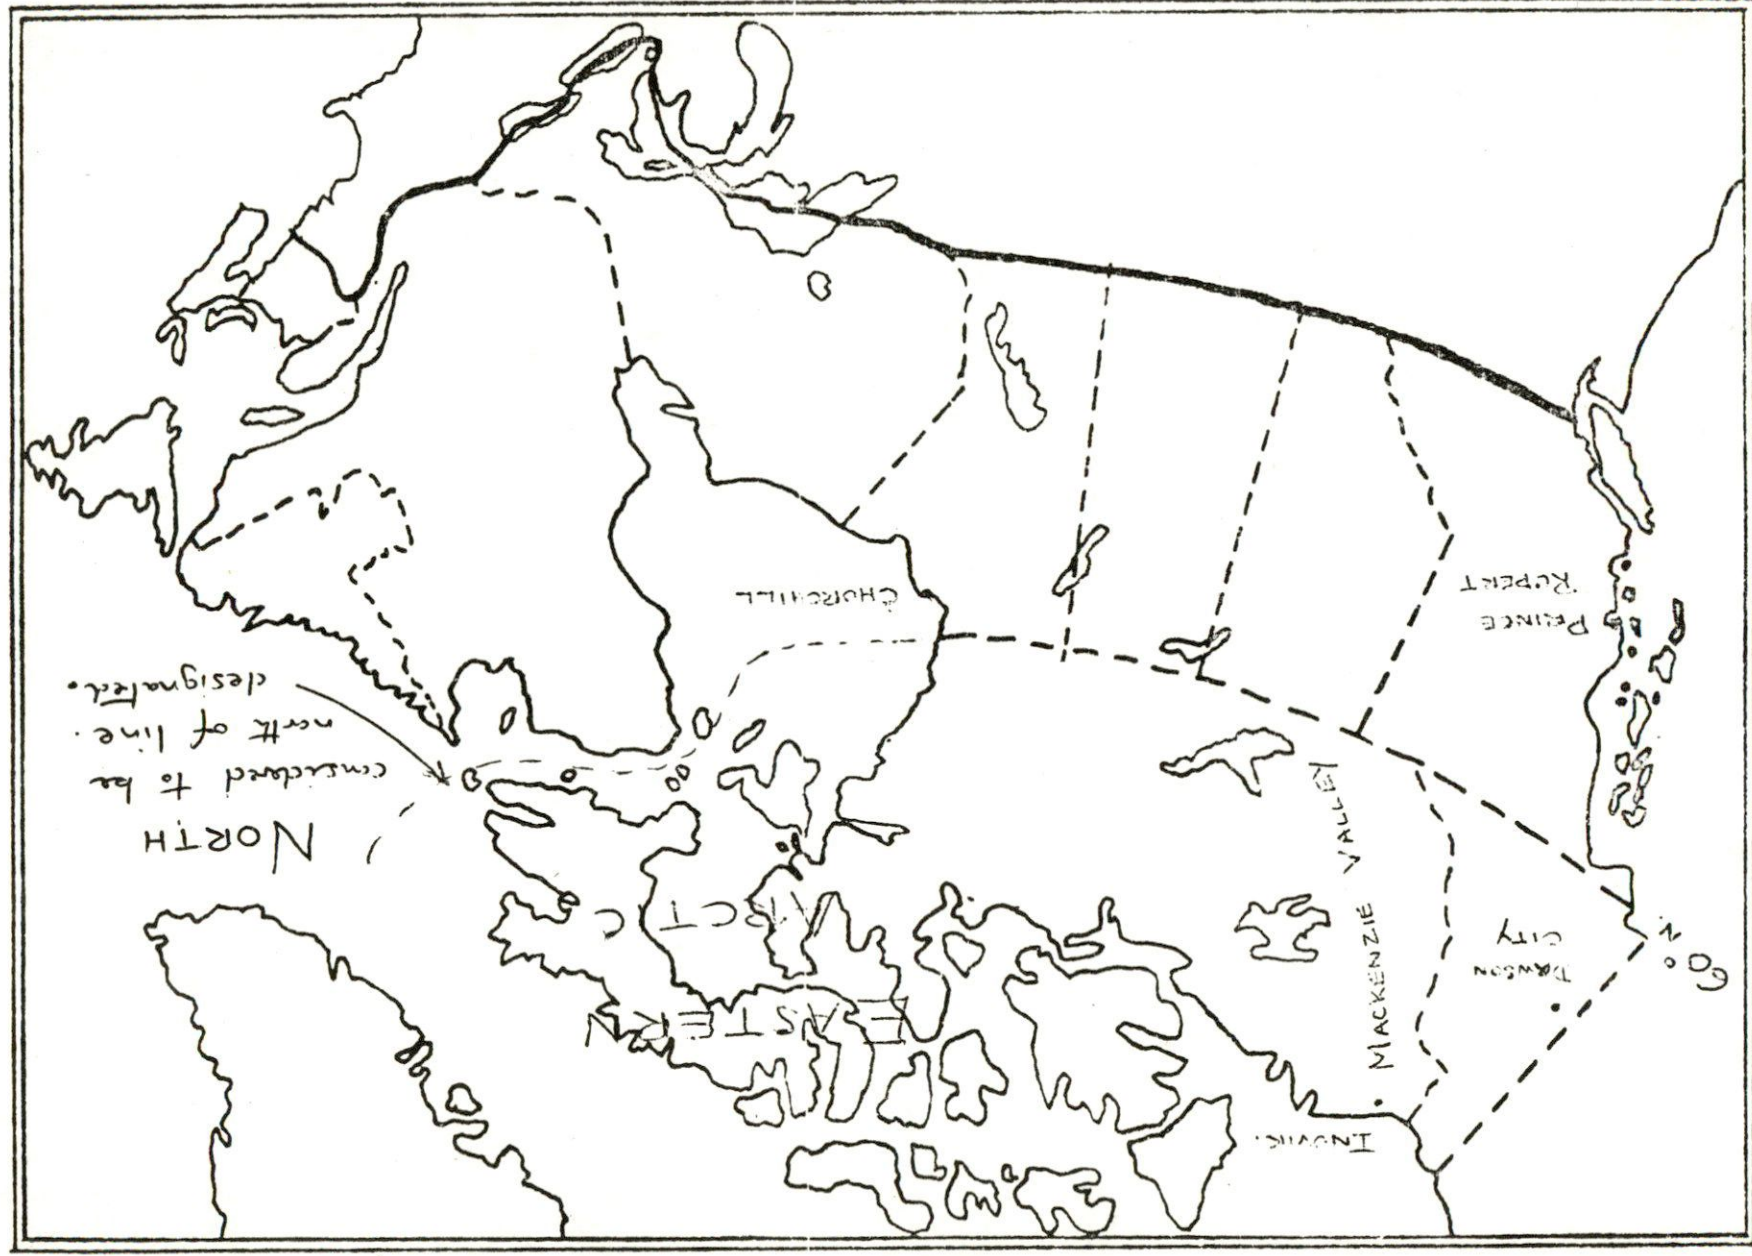 60° N
DAWSON
CITY
INUVIK.
MACKENZIE VALLEY
EASTERN
ARCTIC
NORTH
considered to be
north of line.
designated.
PRINCE
RUPERT
CHURCHILL